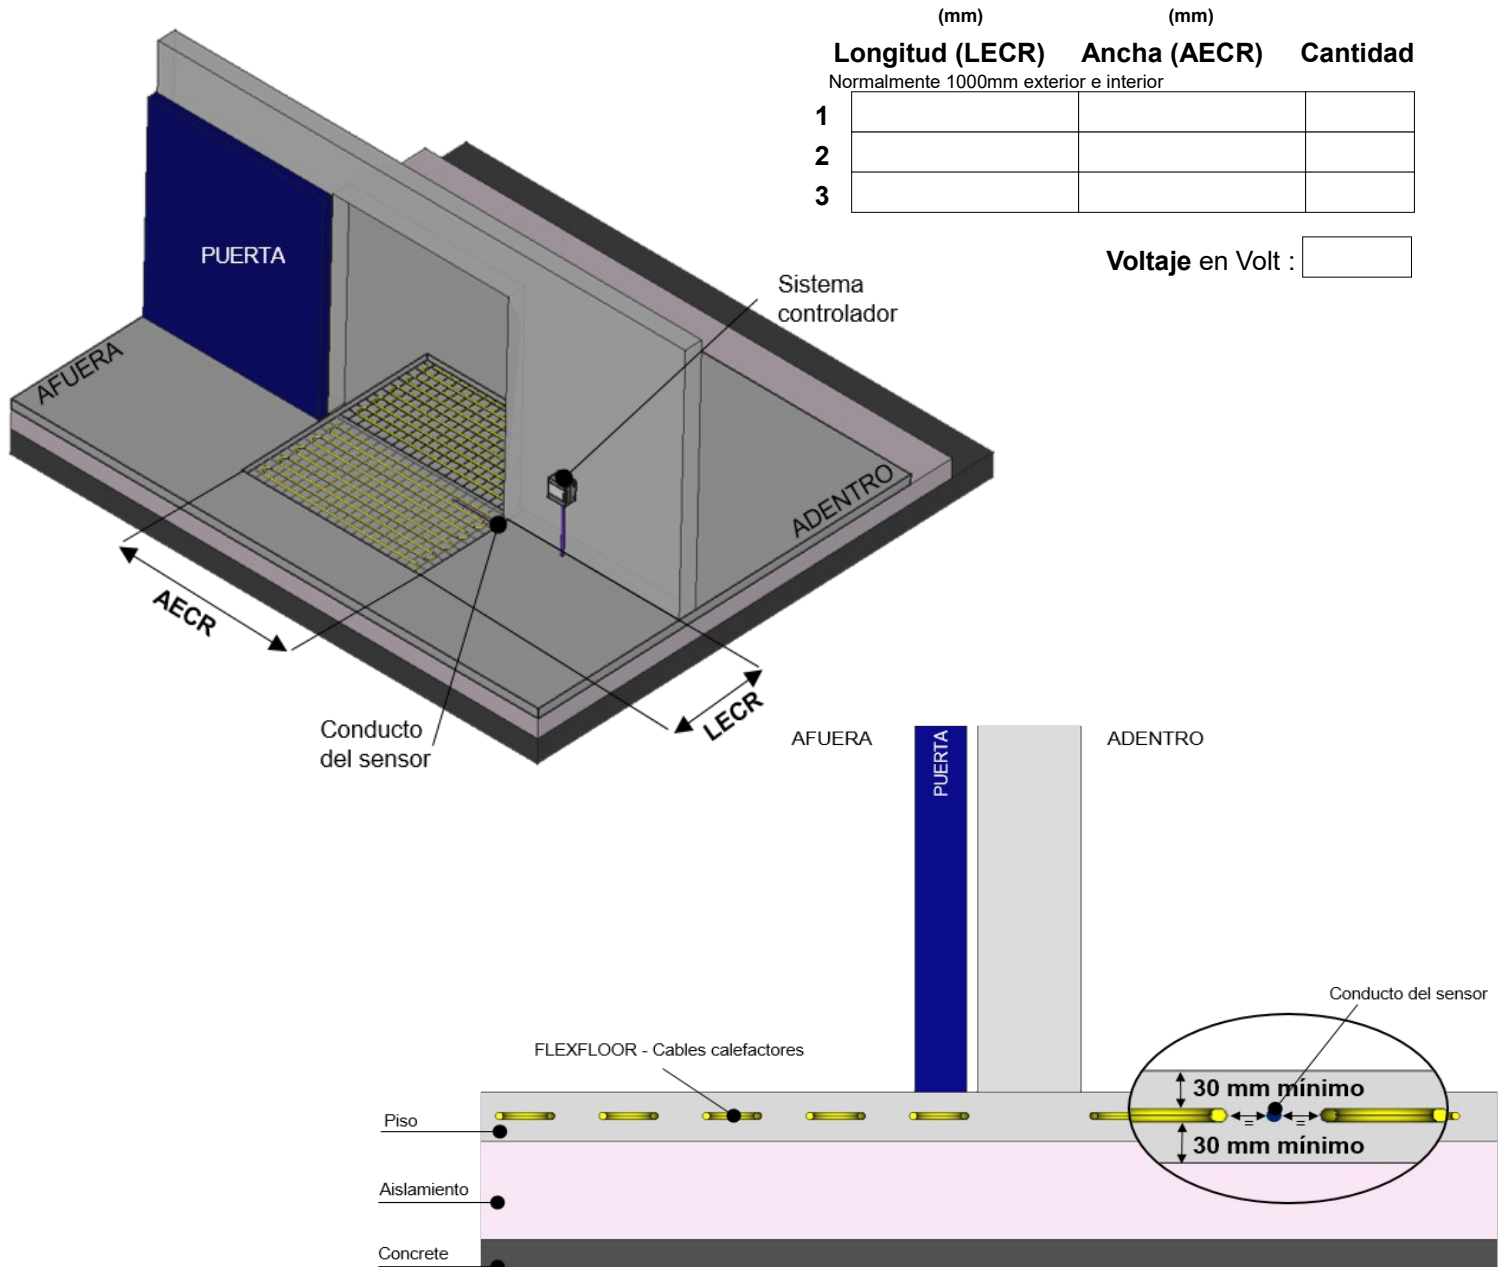 (mm) (mm)
Longitud (LECR) Ancha (AECR) Cantidad
Normalmente 1000mm exterior e interior
1
2
3
Voltaje en Volt :
PUERTA
Sistema
controlador
AFUERA
ADENTRO
AECR
LECR
Conducto
del sensor
AFUERA
PUERTA
ADENTRO
Conducto del sensor
FLEXFLOOR - Cables calefactores
30 mm mínimo
= =
30 mm mínimo
Piso
Aislamiento
Concrete